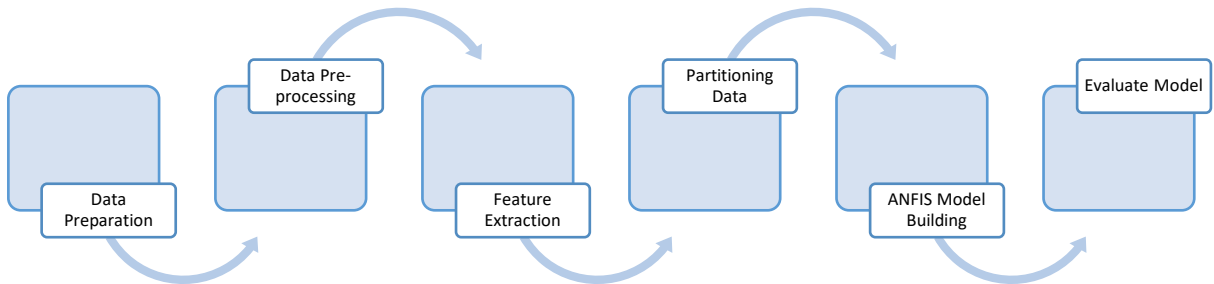 Data
Preparation
Data Pre-
processing
Feature
Extraction
Partitioning
Data
ANFIS Model
Building
Evaluate Model